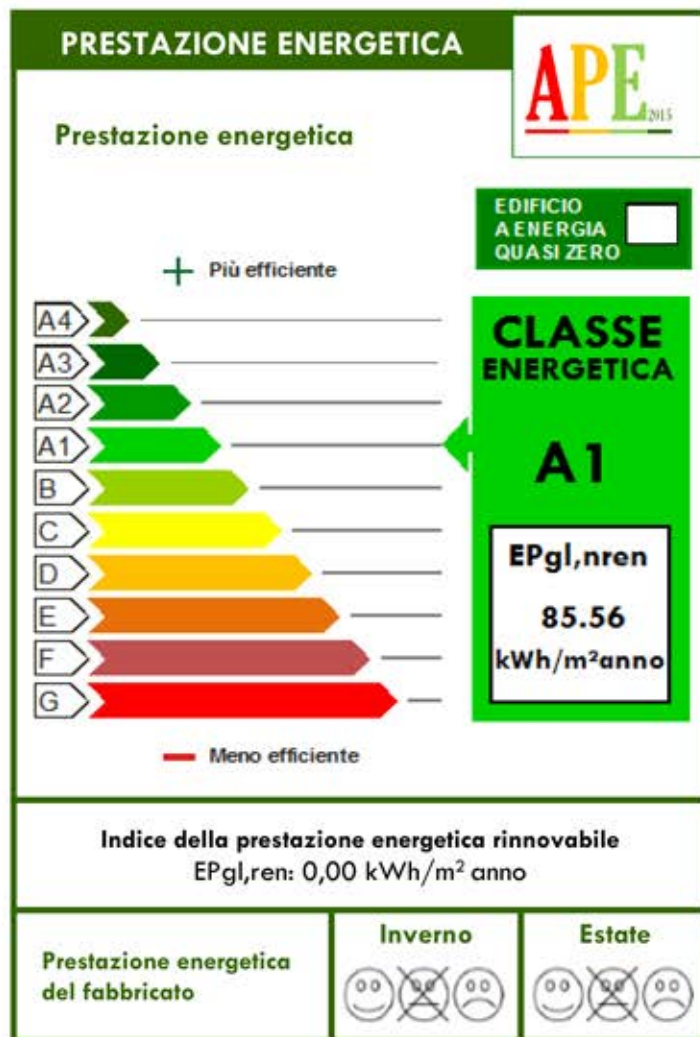 PRESTAZIONE ENERGETICA
APE 2015
Prestazione energetica
EDIFICIO
A ENERGIA
QUASI ZERO
+ Più efficiente
A4
A3
A2
A1
B
C
D
E
F
G
— Meno efficiente
CLASSE
ENERGETICA
A1
EPgl,nren
85.56
kWh/m²anno
Indice della prestazione energetica rinnovabile
EPgl,ren: 0,00 kWh/m² anno
Prestazione energetica
del fabbricato
Inverno
Estate